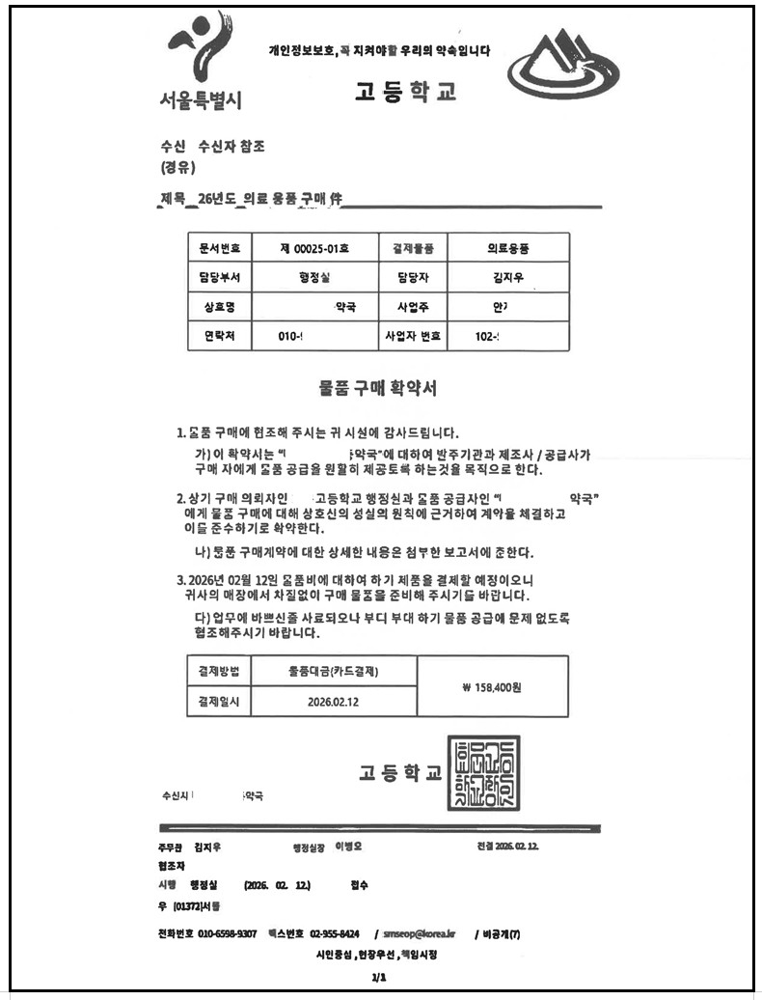 개인정보보호, 꼭 지켜야할 우리의 약속입니다
서울특별시
고 등 학 교
수신 수신자 참조
(경유)
제목 26년도 의료 용품 구매 件
문서번호 제 00025-01호 결제물품 의료용품
담당부서 행정실 담당자 김지우
상호명 약국 사업주 안
연락처 010- 사업자 번호 102-
물품 구매 확약서
1. 물품 구매에 협조해 주시는 귀 시설에 감사드립니다.
가) 이 확약서는 "약국"에 대하여 발주기관과 제조사 / 공급사가
구매 자에게 물품 공급을 원활히 제공토록 하는것을 목적으로 한다.
2. 상기 구매 의뢰자인 고등학교 행정실과 물품 공급자인 " 약국"
에게 물품 구매에 대해 상호신의 성실의 원칙에 근거하여 계약을 체결하고
이를 준수하기로 확약한다.
나) 물품 구매계약에 대한 상세한 내용은 첨부한 보고서에 준한다.
3. 2026년 02월 12일 물품비에 대하여 하기 제품을 결제할 예정이오니
귀사의 매장에서 차질없이 구매 물품을 준비해 주시기를 바랍니다.
다) 업무에 바쁘신줄 사료되오나 부디 부대 하기 물품 공급에 문제 없도록
협조해주시기 바랍니다.
결제방법 물품대금(카드결제) ₩ 158,400원
결제일시 2026.02.12
고 등 학 교
수신처 약국
주무관 김지우 행정실장 이병오 전결 2026. 02. 12.
협조자
시행 행정실 (2026. 02. 12.) 접수
우 [01372]서울
전화번호 010-6598-9307 팩스번호 02-955-8424 / smseop@korea.kr / 비공개(7)
시민중심, 현장우선, 책임시정
1/1